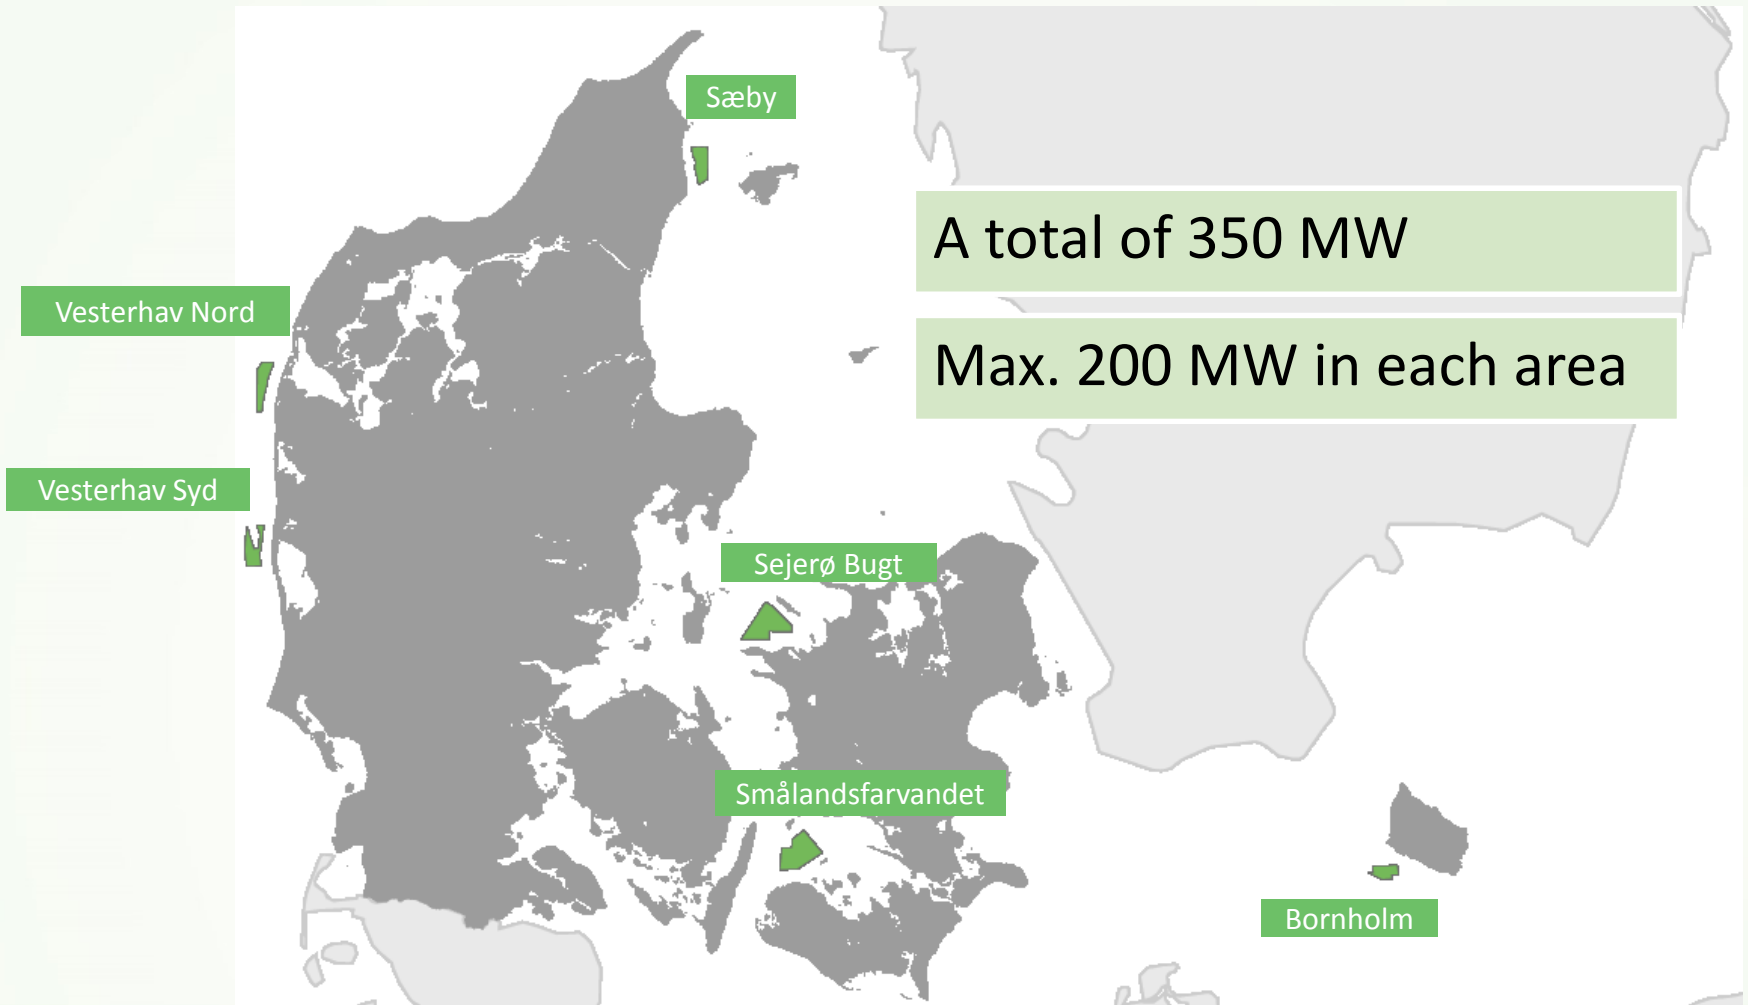 Sæby
A total of 350 MW
Vesterhav Nord
Max. 200 MW in each area
Vesterhav Syd
Sejerø Bugt
Smålandsfarvandet
Bornholm